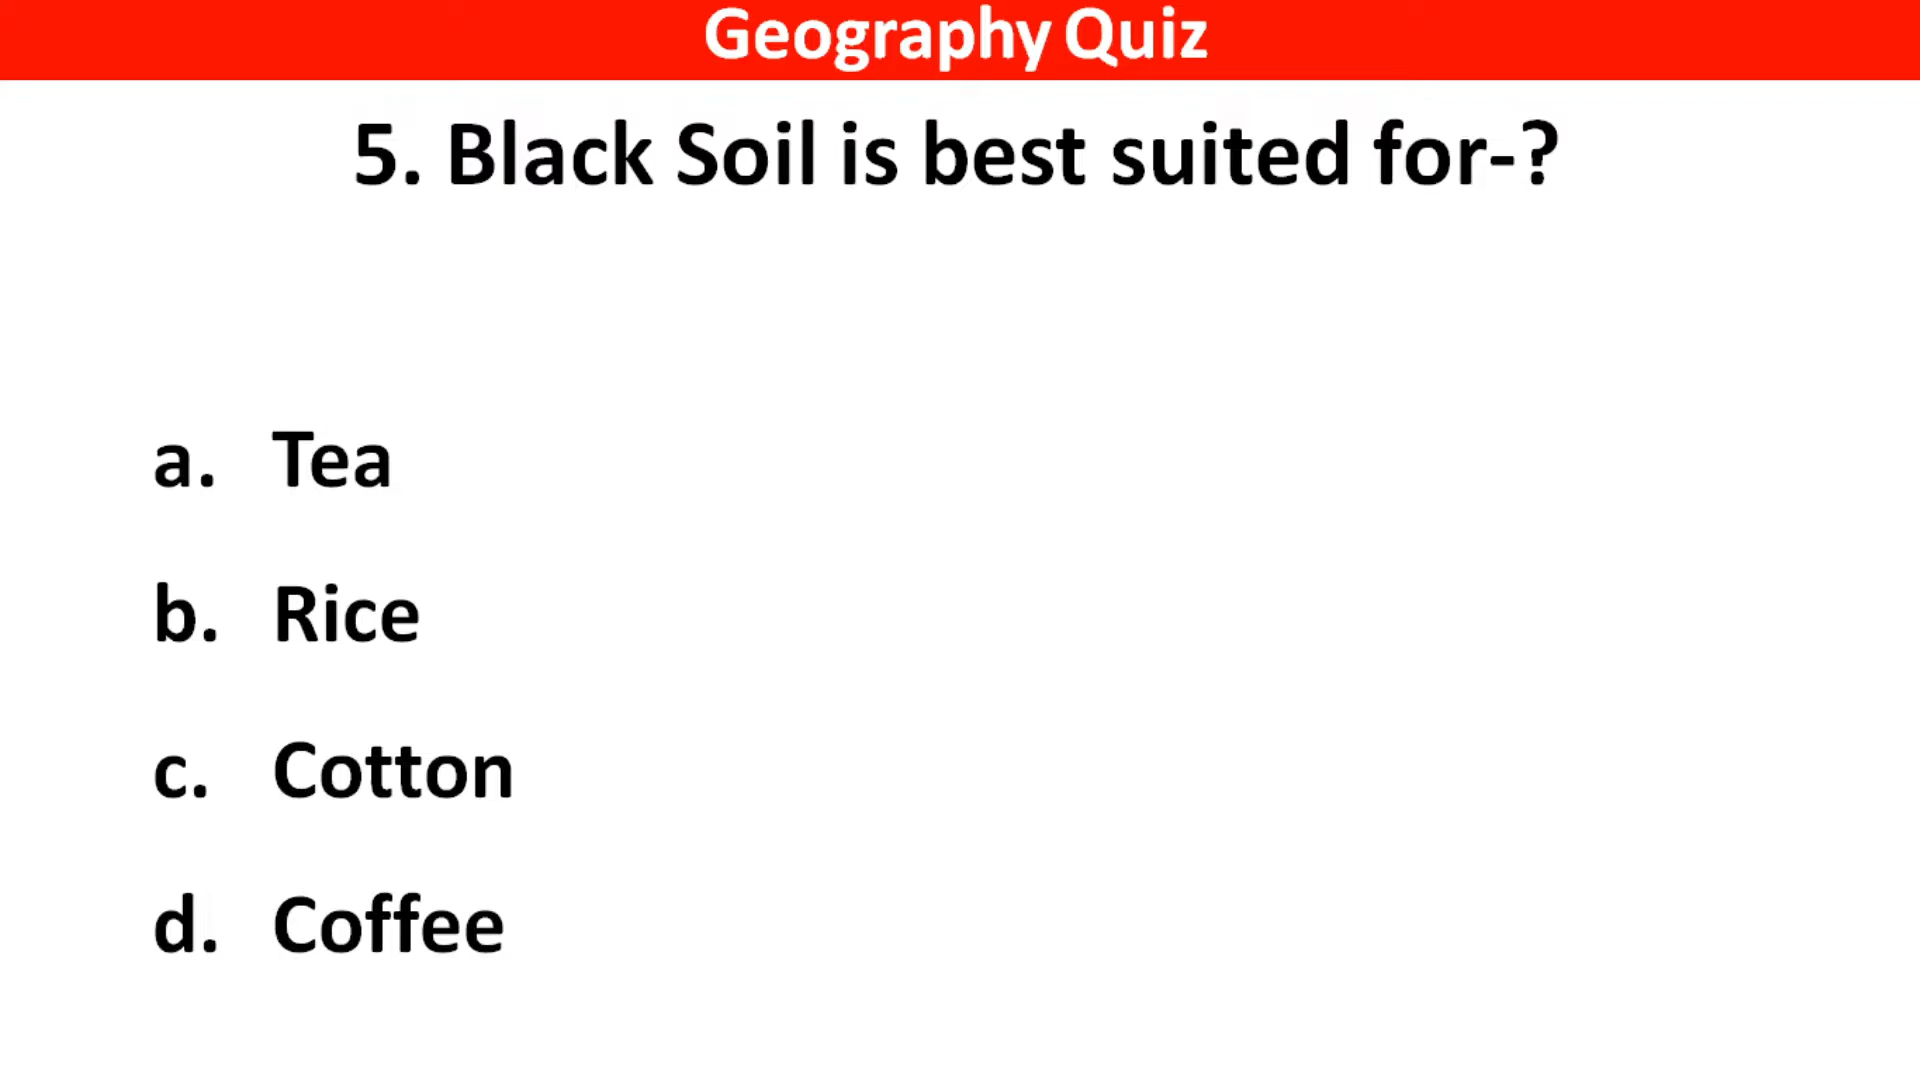 Geography Quiz
5. Black Soil is best suited for-?
a. Tea
b. Rice
c. Cotton
d. Coffee